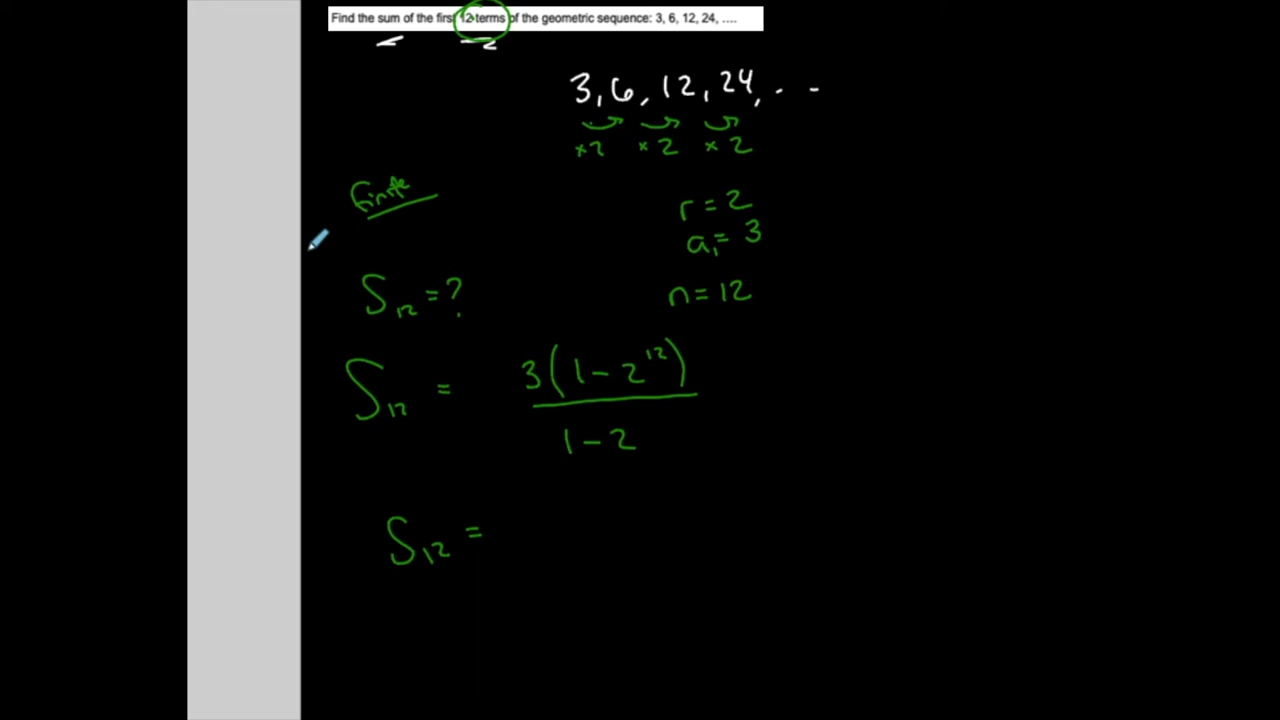 Find the sum of the first 12 terms of the geometric sequence: 3, 6, 12, 24, ....
3, 6, 12, 24, . .
×2 ×2 ×2
finite
r = 2
a₁ = 3
S₁₂ = ?
n = 12
S₁₂ = 3(1 - 2¹²)
1 - 2
S₁₂ =